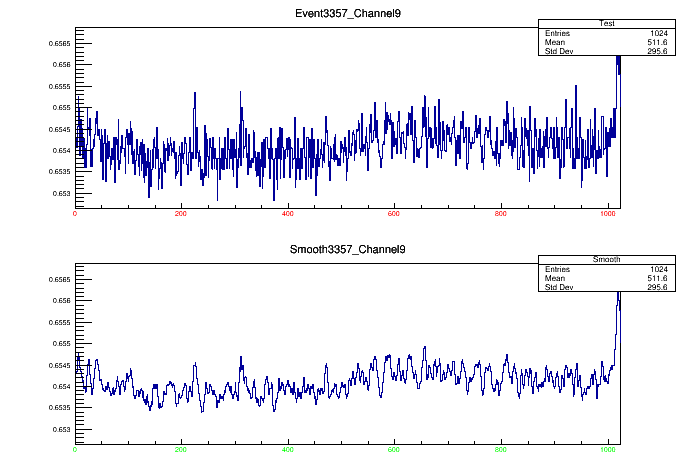 Event3357_Channel9
Test
Entries 1024
Mean 511.6
Std Dev 295.6
0.6565
0.656
0.6555
0.655
0.6545
0.654
0.6535
0.653
0 200 400 600 800 1000
Smooth3357_Channel9
Smooth
Entries 1024
Mean 511.6
Std Dev 295.6
0.6565
0.656
0.6555
0.655
0.6545
0.654
0.6535
0.653
0 200 400 600 800 1000